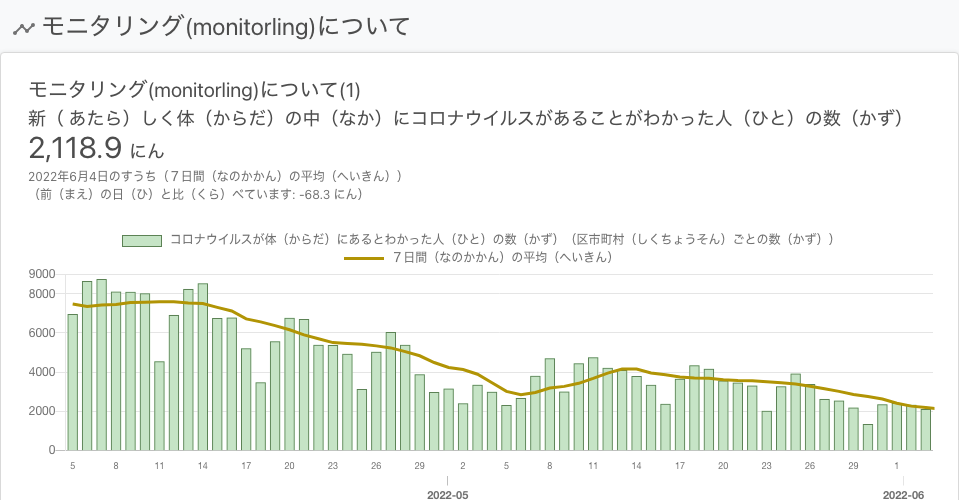 モニタリング(monitorling)について
モニタリング(monitorling)について(1)
新（ あたら）しく体（からだ）の中（なか）にコロナウイルスがあることがわかった人（ひと）の数（かず）
2,118.9 にん
2022年6月4日のすうち（７日間（なのかかん）の平均（へいきん））
（前（まえ）の日（ひ）と比（くら）べています: -68.3 にん）
コロナウイルスが体（からだ）にあるとわかった人（ひと）の数（かず）（区市町村（しくちょうそん）ごとの数（かず））
７日間（なのかかん）の平均（へいきん）
9000
8000
6000
4000
2000
0
5 8 11 14 17 20 23 26 29 2 5 8 11 14 17 20 23 26 29 1
2022-05 2022-06